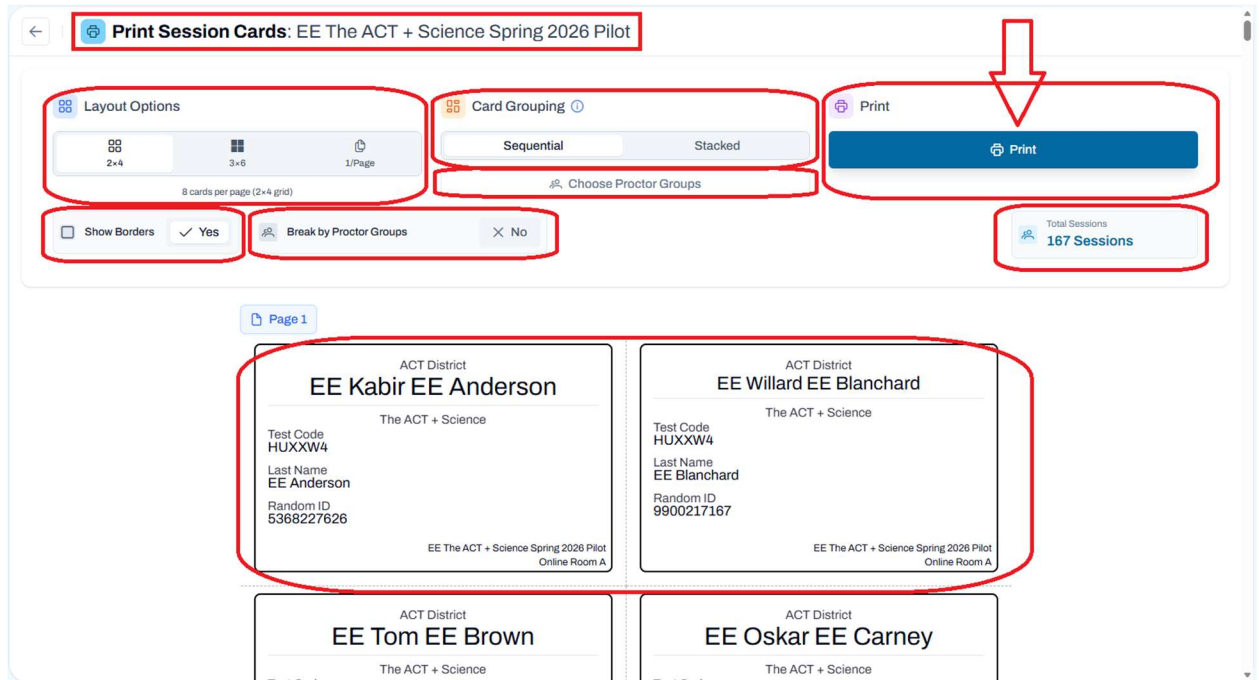 Print Session Cards: EE The ACT + Science Spring 2026 Pilot
Layout Options
2×4
3×6
1/Page
8 cards per page (2×4 grid)
Card Grouping
Sequential
Stacked
Choose Proctor Groups
Print
Print
Show Borders
Yes
Break by Proctor Groups
No
Total Sessions
167 Sessions
Page 1
ACT District
EE Kabir EE Anderson
The ACT + Science
Test Code
HUXXW4
Last Name
EE Anderson
Random ID
5368227626
EE The ACT + Science Spring 2026 Pilot
Online Room A
ACT District
EE Willard EE Blanchard
The ACT + Science
Test Code
HUXXW4
Last Name
EE Blanchard
Random ID
9900217167
EE The ACT + Science Spring 2026 Pilot
Online Room A
ACT District
EE Tom EE Brown
The ACT + Science
ACT District
EE Oskar EE Carney
The ACT + Science